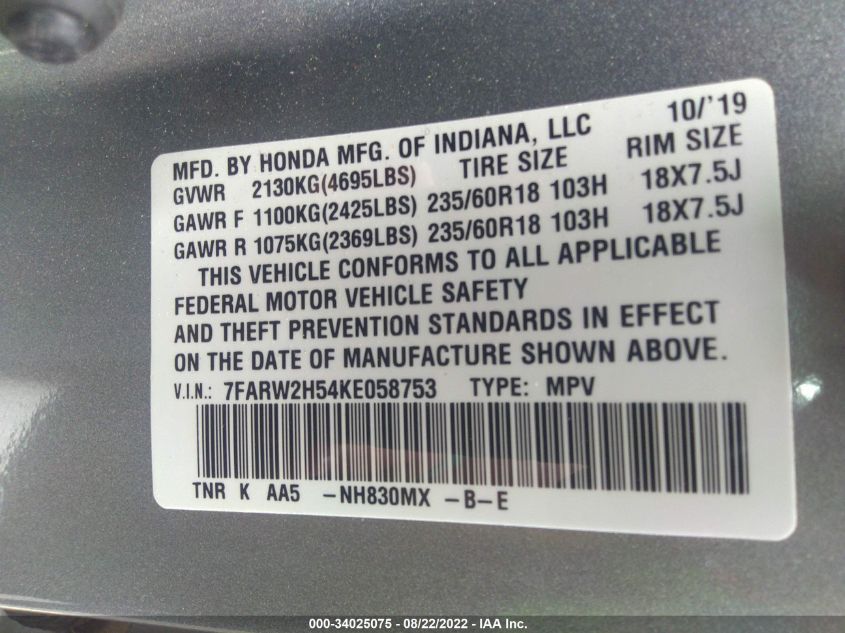 10/'19
MFD. BY HONDA MFG. OF INDIANA, LLC
GVWR 2130KG(4695LBS) TIRE SIZE RIM SIZE
GAWR F 1100KG(2425LBS) 235/60R18 103H 18X7.5J
GAWR R 1075KG(2369LBS) 235/60R18 103H 18X7.5J
THIS VEHICLE CONFORMS TO ALL APPLICABLE
FEDERAL MOTOR VEHICLE SAFETY
AND THEFT PREVENTION STANDARDS IN EFFECT
ON THE DATE OF MANUFACTURE SHOWN ABOVE.
V.I.N.: 7FARW2H54KE058753 TYPE: MPV
TNR K AA5 -NH830MX -B-E
000-34025075 - 08/22/2022 - IAA Inc.